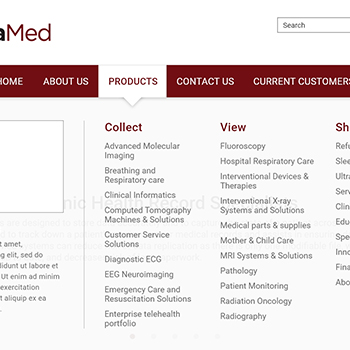 aMed
Search
HOME ABOUT US PRODUCTS CONTACT US CURRENT CUSTOMERS
Collect View Sh
Advanced Molecular
Imaging
Breathing and
Respiratory care
Clinical Informatics
Computed Tomography
Machines & Solutions
Customer Service
Solutions
Diagnostic ECG
EEG Neuroimaging
Emergency Care and
Resuscitation Solutions
Enterprise telehealth
portfolio
Fluoroscopy
Hospital Respiratory Care
Interventional Devices &
Therapies
Interventional X-ray
Systems and Solutions
Medical parts & supplies
Mother & Child Care
MRI Systems & Solutions
Pathology
Patient Monitoring
Radiation Oncology
Radiography
Refu
Slee
Ultra
Serv
Clini
Edu
Spe
Inno
Fina
Abo
t amet,
ng elit, sed do
didunt ut labore et
Ut enim ad minim
exercitation
t aliquip ex ea